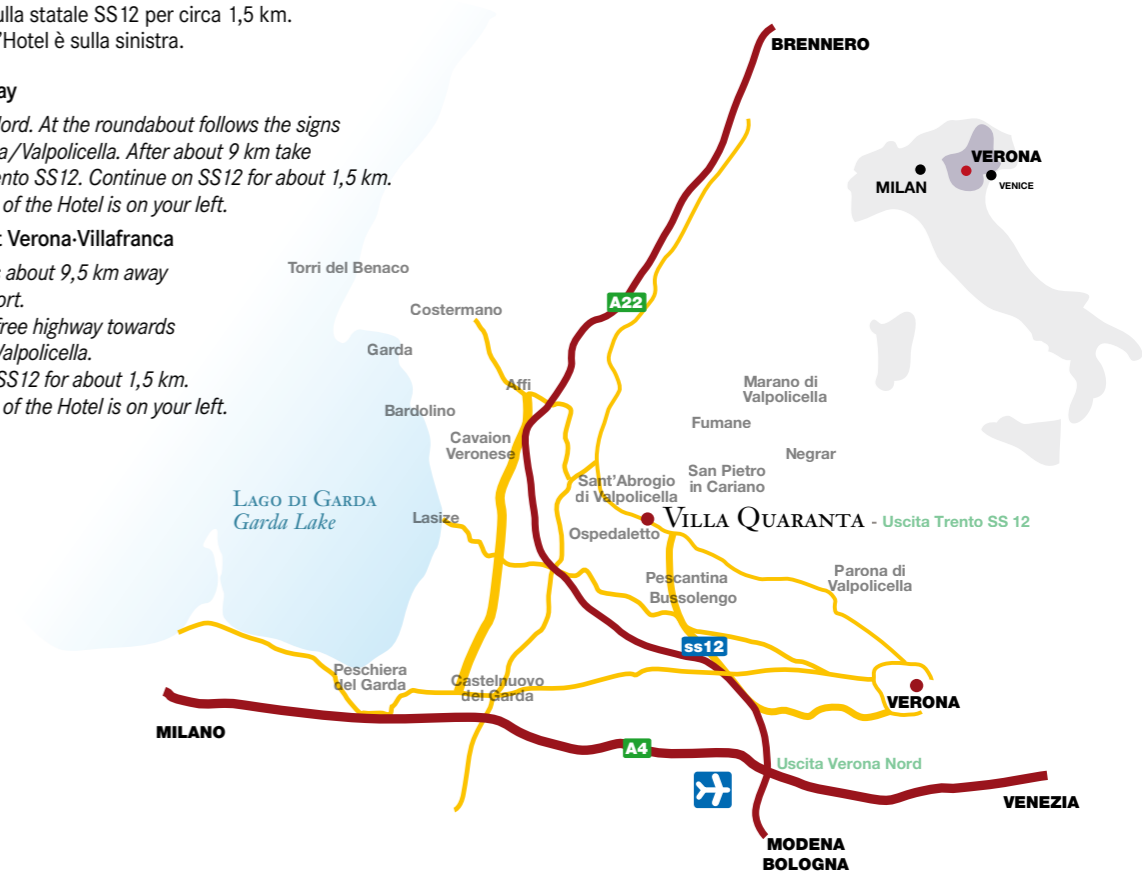 ulla statale SS12 per circa 1,5 km.
'Hotel è sulla sinistra.
ay
Nord. At the roundabout follows the signs
a/Valpolicella. After about 9 km take
ento SS12. Continue on SS12 for about 1,5 km.
of the Hotel is on your left.
t Verona·Villafranca
s about 9,5 km away
ort.
free highway towards
Valpolicella.
SS12 for about 1,5 km.
of the Hotel is on your left.
BRENNERO
VERONA
MILAN
VENICE
Torri del Benaco
Costermano
A22
Garda
Affi
Marano di
Valpolicella
Bardolino
Fumane
Cavaion
Veronese
Negrar
San Pietro
in Cariano
Sant'Abrogio
di Valpolicella
LAGO DI GARDA
Garda Lake
Lasize
VILLA QUARANTA - Uscita Trento SS 12
Ospedaletto
Parona di
Valpolicella
Pescantina
Bussolengo
ss12
Peschiera
del Garda
Castelnuovo
del Garda
VERONA
MILANO
A4
Uscita Verona Nord
VENEZIA
MODENA
BOLOGNA